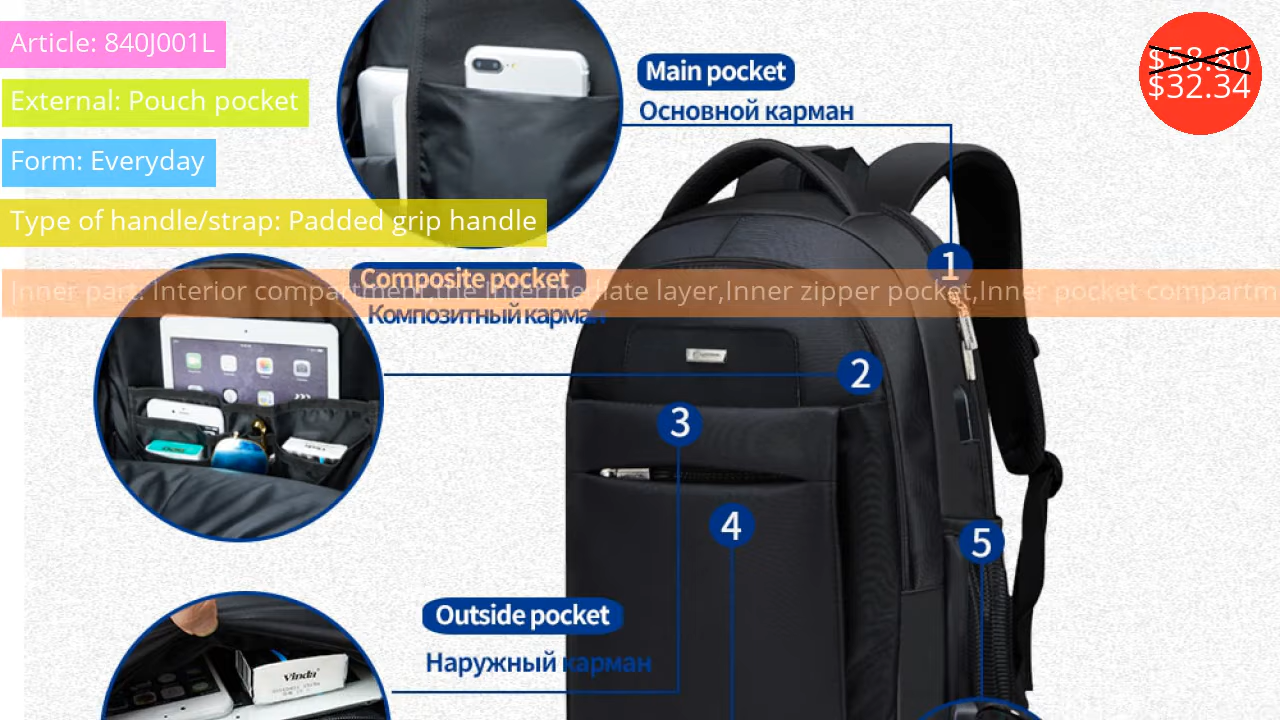 Article: 840J001L
$58.80
$32.34
Main pocket
Основной карман
External: Pouch pocket
Form: Everyday
Type of handle/strap: Padded grip handle
1
Composite pocket
Inner part: Interior compartment,the Intermediate layer,Inner zipper pocket,Inner pocket compartm
Композитный карман
2
3
4
5
Outside pocket
Наружный карман
Vinda